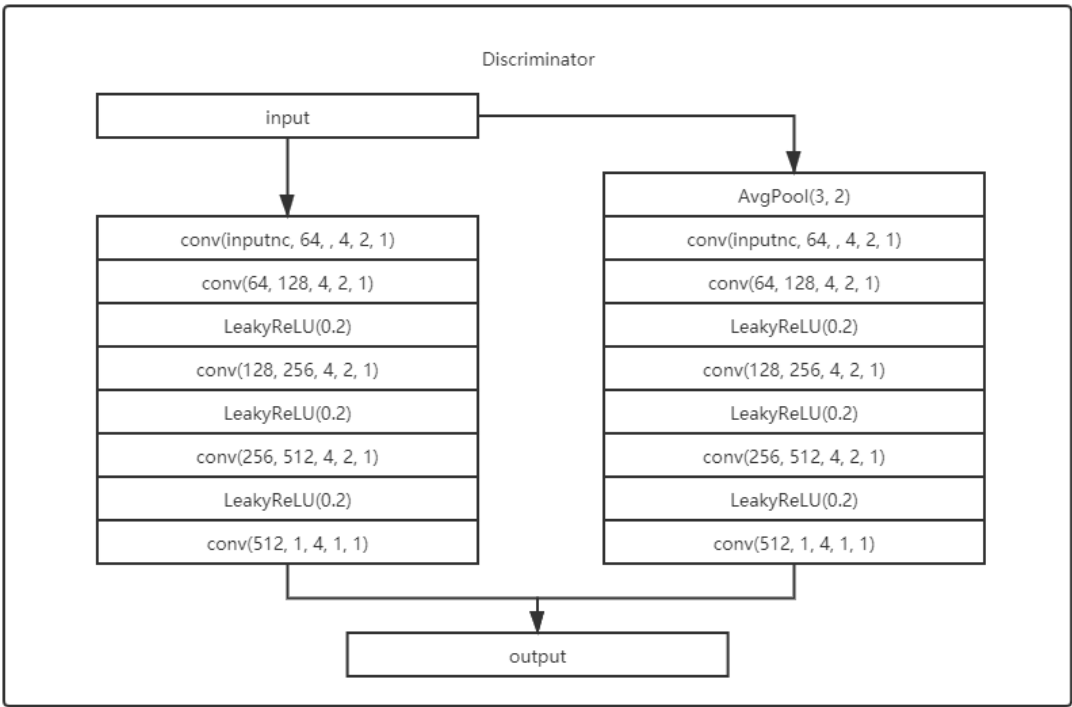 Discriminator
input
conv(inputnc, 64, , 4, 2, 1)
conv(64, 128, 4, 2, 1)
LeakyReLU(0.2)
conv(128, 256, 4, 2, 1)
LeakyReLU(0.2)
conv(256, 512, 4, 2, 1)
LeakyReLU(0.2)
conv(512, 1, 4, 1, 1)
AvgPool(3, 2)
conv(inputnc, 64, , 4, 2, 1)
conv(64, 128, 4, 2, 1)
LeakyReLU(0.2)
conv(128, 256, 4, 2, 1)
LeakyReLU(0.2)
conv(256, 512, 4, 2, 1)
LeakyReLU(0.2)
conv(512, 1, 4, 1, 1)
output